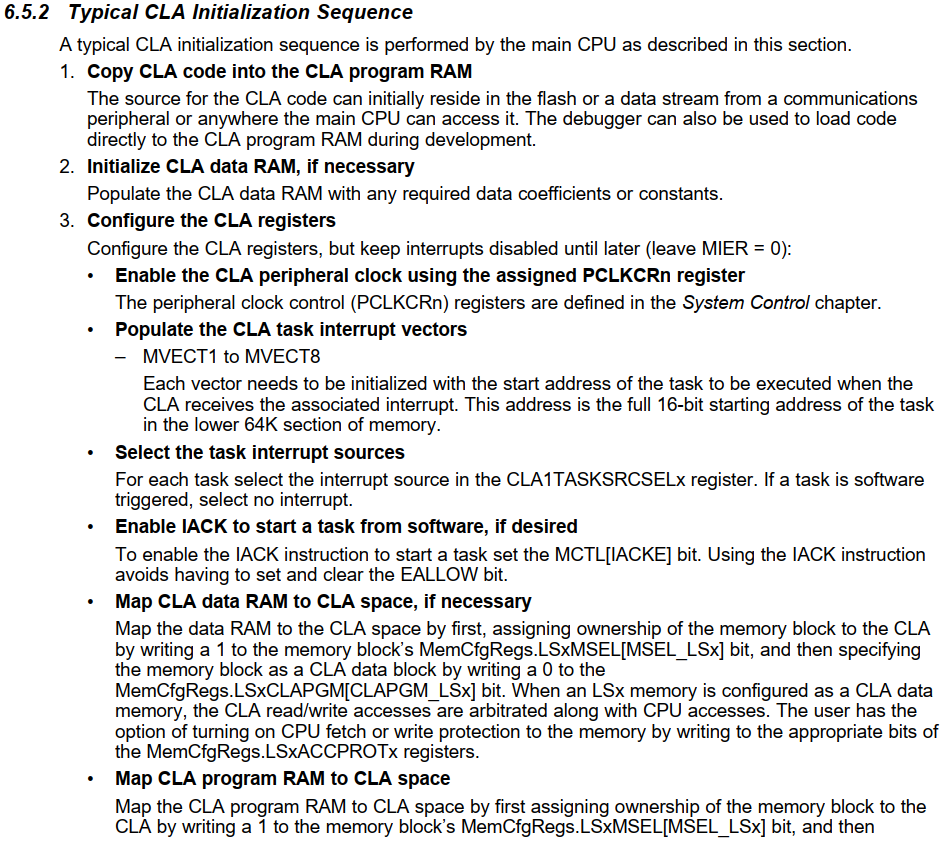 6.5.2 Typical CLA Initialization Sequence
A typical CLA initialization sequence is performed by the main CPU as described in this section.
1. Copy CLA code into the CLA program RAM
The source for the CLA code can initially reside in the flash or a data stream from a communications
peripheral or anywhere the main CPU can access it. The debugger can also be used to load code
directly to the CLA program RAM during development.
2. Initialize CLA data RAM, if necessary
Populate the CLA data RAM with any required data coefficients or constants.
3. Configure the CLA registers
Configure the CLA registers, but keep interrupts disabled until later (leave MIER = 0):
• Enable the CLA peripheral clock using the assigned PCLKCRn register
The peripheral clock control (PCLKCRn) registers are defined in the System Control chapter.
• Populate the CLA task interrupt vectors
– MVECT1 to MVECT8
Each vector needs to be initialized with the start address of the task to be executed when the
CLA receives the associated interrupt. This address is the full 16-bit starting address of the task
in the lower 64K section of memory.
• Select the task interrupt sources
For each task select the interrupt source in the CLA1TASKSRCSELx register. If a task is software
triggered, select no interrupt.
• Enable IACK to start a task from software, if desired
To enable the IACK instruction to start a task set the MCTL[IACKE] bit. Using the IACK instruction
avoids having to set and clear the EALLOW bit.
• Map CLA data RAM to CLA space, if necessary
Map the data RAM to the CLA space by first, assigning ownership of the memory block to the CLA
by writing a 1 to the memory block's MemCfgRegs.LSxMSEL[MSEL_LSx] bit, and then specifying
the memory block as a CLA data block by writing a 0 to the
MemCfgRegs.LSxCLAPGM[CLAPGM_LSx] bit. When an LSx memory is configured as a CLA data
memory, the CLA read/write accesses are arbitrated along with CPU accesses. The user has the
option of turning on CPU fetch or write protection to the memory by writing to the appropriate bits of
the MemCfgRegs.LSxACCPROTx registers.
• Map CLA program RAM to CLA space
Map the CLA program RAM to CLA space by first assigning ownership of the memory block to the
CLA by writing a 1 to the memory block's MemCfgRegs.LSxMSEL[MSEL_LSx] bit, and then